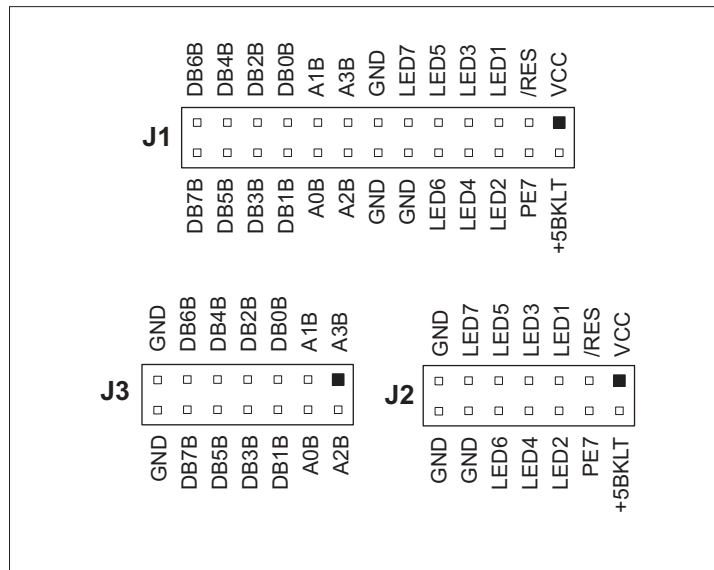 DB6B DB4B DB2B DB0B A1B A3B GND LED7 LED5 LED3 LED1 /RES VCC
J1
DB7B DB5B DB3B DB1B A0B A2B GND GND LED6 LED4 LED2 PE7 +5BKLT
GND DB6B DB4B DB2B DB0B A1B A3B
J3
GND DB7B DB5B DB3B DB1B A0B A2B
GND LED7 LED5 LED3 LED1 /RES VCC
J2
GND GND LED6 LED4 LED2 PE7 +5BKLT